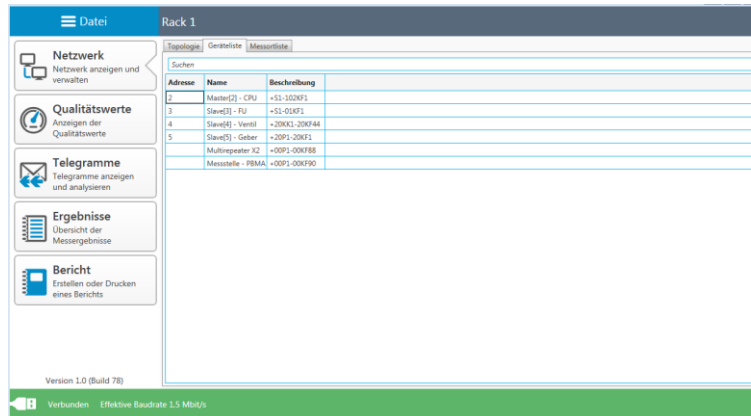 Datei
Rack 1
Netzwerk
Netzwerk anzeigen und
verwalten
Qualitätswerte
Anzeigen der
Qualitätswerte
Telegramme
Telegramme anzeigen
und analysieren
Ergebnisse
Übersicht der
Messergebnisse
Bericht
Erstellen oder Drucken
eines Berichts
Version 1.0 (Build 78)
Topologie Geräteliste Messortliste
Suchen
Adresse Name Beschreibung
2 Master[2] - CPU +S1-102KF1
3 Slave[3] - FU +S1-01KF1
4 Slave[4] - Ventil +20KK1-20KF44
5 Slave[5] - Geber +20P1-20KF1
Multirepeater X2 +00P1-00KF88
Messstelle - PBMA +00P1-00KF90
Verbunden Effektive Baudrate 1,5 Mbit/s